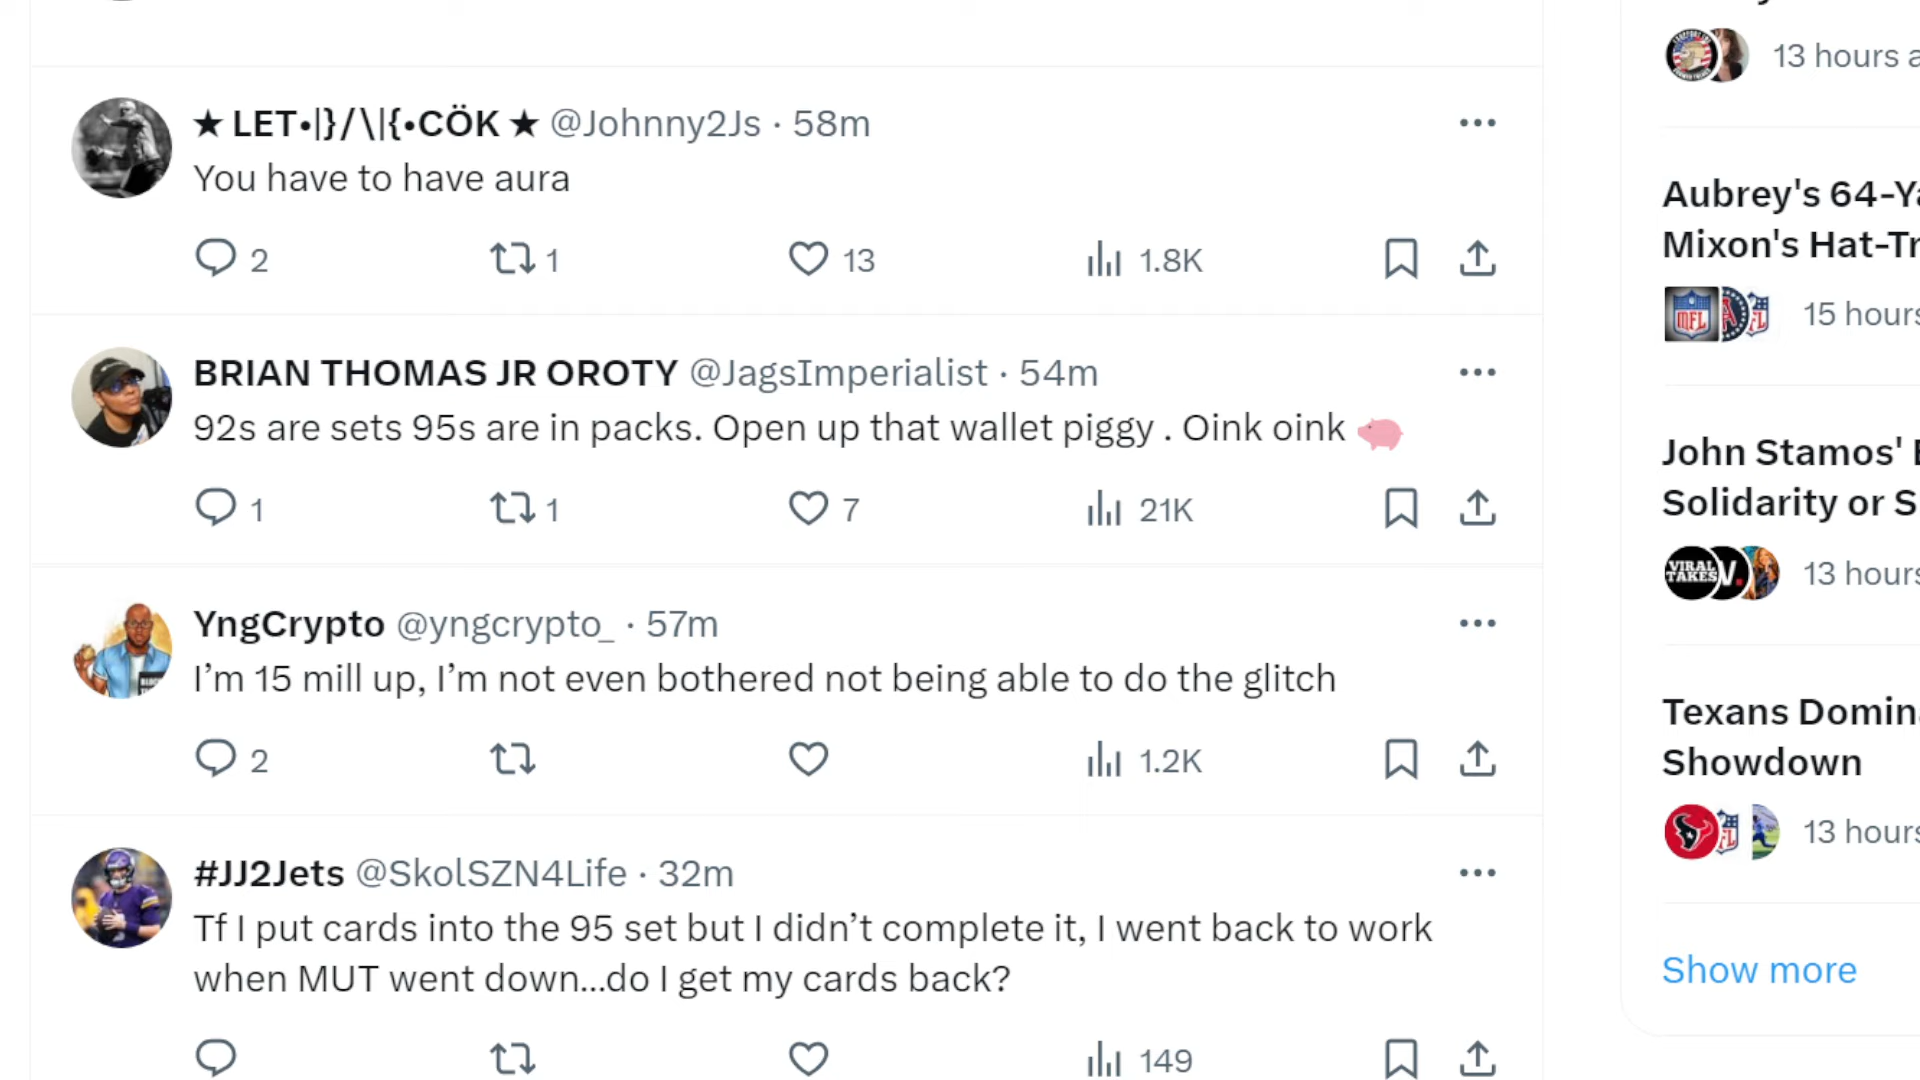 ★ LET•|}/\|{•CÖK ★ @Johnny2Js · 58m
You have to have aura
2 1 13 1.8K
BRIAN THOMAS JR OROTY @JagsImperialist · 54m
92s are sets 95s are in packs. Open up that wallet piggy . Oink oink 🐖
1 1 7 21K
YngCrypto @yngcrypto_ · 57m
I’m 15 mill up, I’m not even bothered not being able to do the glitch
2 1.2K
#JJ2Jets @SkolSZN4Life · 32m
Tf I put cards into the 95 set but I didn’t complete it, I went back to work
when MUT went down...do I get my cards back?
149
13 hours a
Aubrey's 64-Ya
Mixon's Hat-Tr
MFL
15 hours
John Stamos'
Solidarity or S
VIRAL
TAKES
V.
13 hours
Texans Domin
Showdown
13 hours
Show more